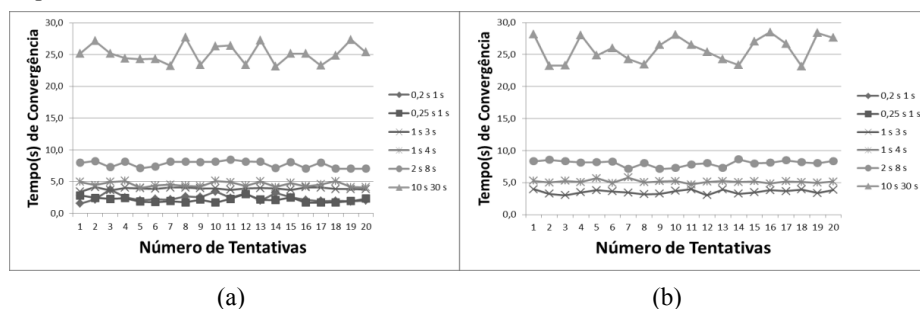 30,0
25,0
20,0
15,0
10,0
5,0
0,0
Tempo(s) de Convergência
1 2 3 4 5 6 7 8 9 10 11 12 13 14 15 16 17 18 19 20
Número de Tentativas
0,2 s 1 s
0,25 s 1 s
1 s 3 s
1 s 4 s
2 s 8 s
10 s 30 s
(a)
30,0
25,0
20,0
15,0
10,0
5,0
0,0
Tempo(s) de Convergência
1 2 3 4 5 6 7 8 9 10 11 12 13 14 15 16 17 18 19 20
Número de Tentativas
0,2 s 1 s
0,25 s 1 s
1 s 3 s
1 s 4 s
2 s 8 s
10 s 30 s
(b)